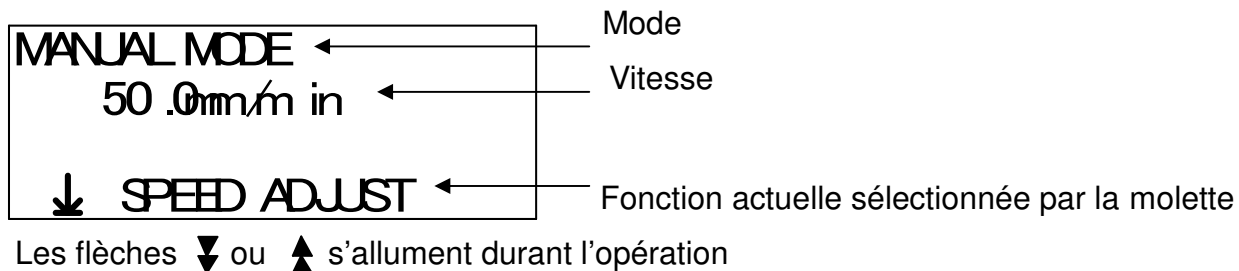 MANUAL MODE
Mode
50.0mm/min
Vitesse
SPEED ADJUST
Fonction actuelle sélectionnée par la molette
Les flèches ou s'allument durant l'opération